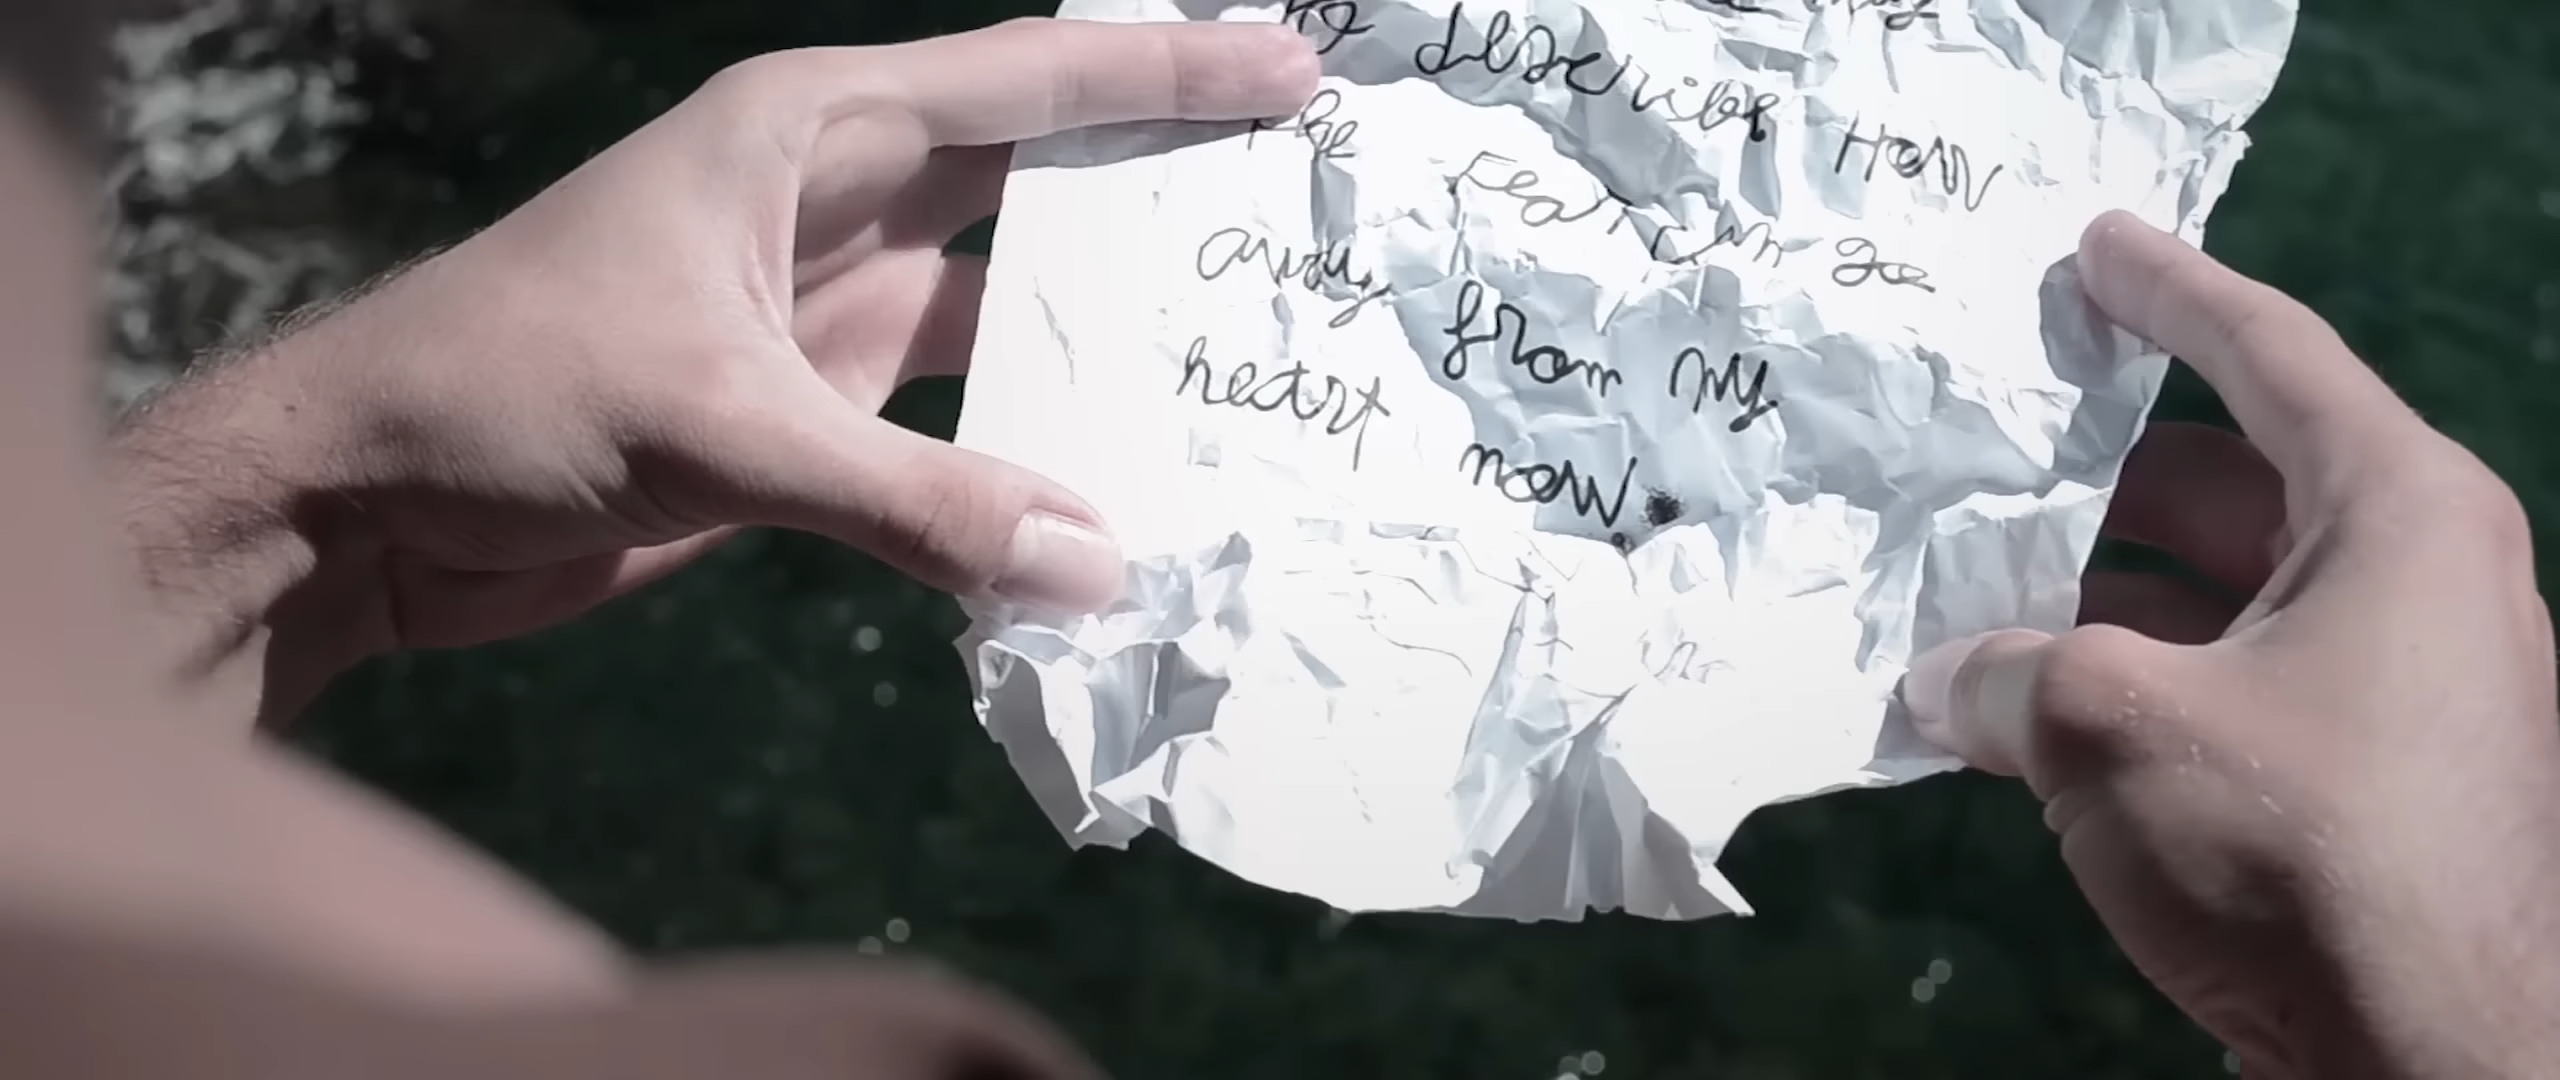 to describe How
the Fear can go
away from my
heart now.